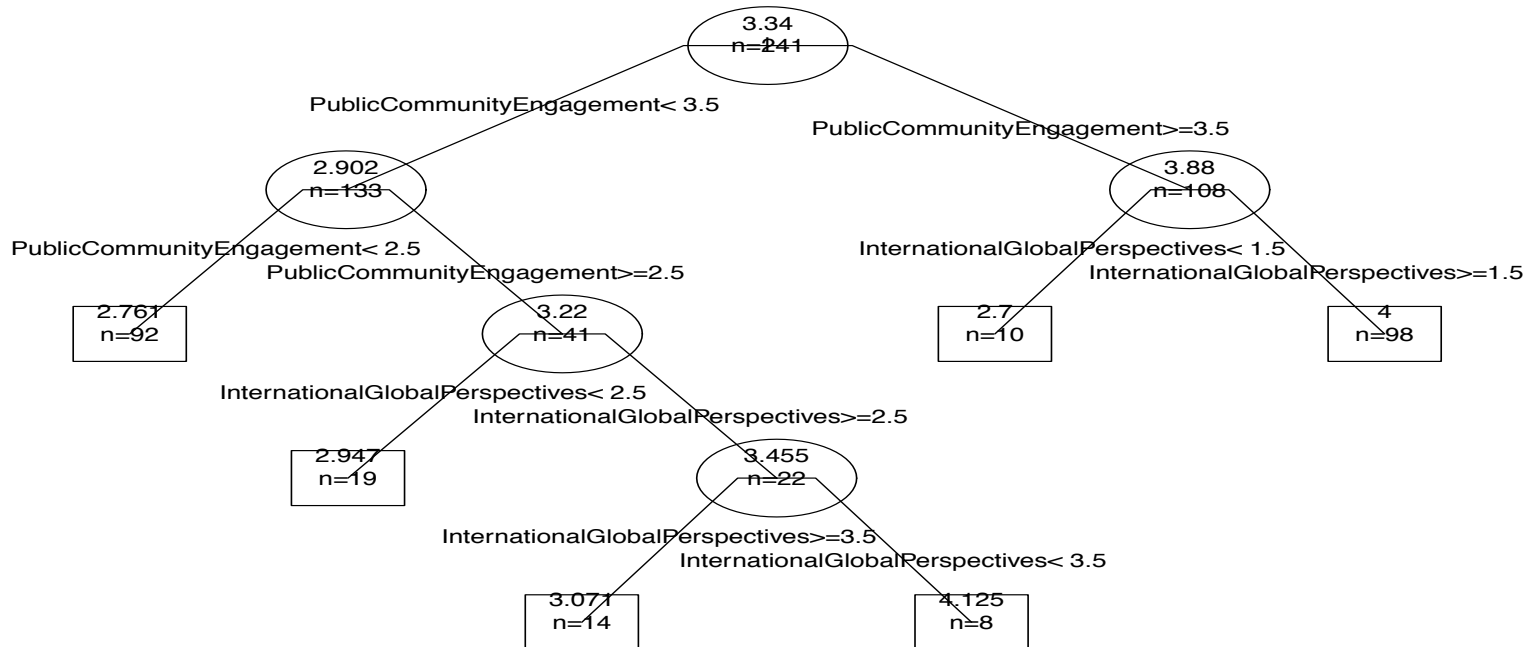 3.34
n=241
PublicCommunityEngagement< 3.5
PublicCommunityEngagement>=3.5
2.902
n=133
3.88
n=108
PublicCommunityEngagement< 2.5
PublicCommunityEngagement>=2.5
InternationalGlobalPerspectives< 1.5
InternationalGlobalPerspectives>=1.5
2.761
n=92
3.22
n=41
2.7
n=10
4
n=98
InternationalGlobalPerspectives< 2.5
InternationalGlobalPerspectives>=2.5
2.947
n=19
3.455
n=22
InternationalGlobalPerspectives>=3.5
InternationalGlobalPerspectives< 3.5
3.071
n=14
4.125
n=8